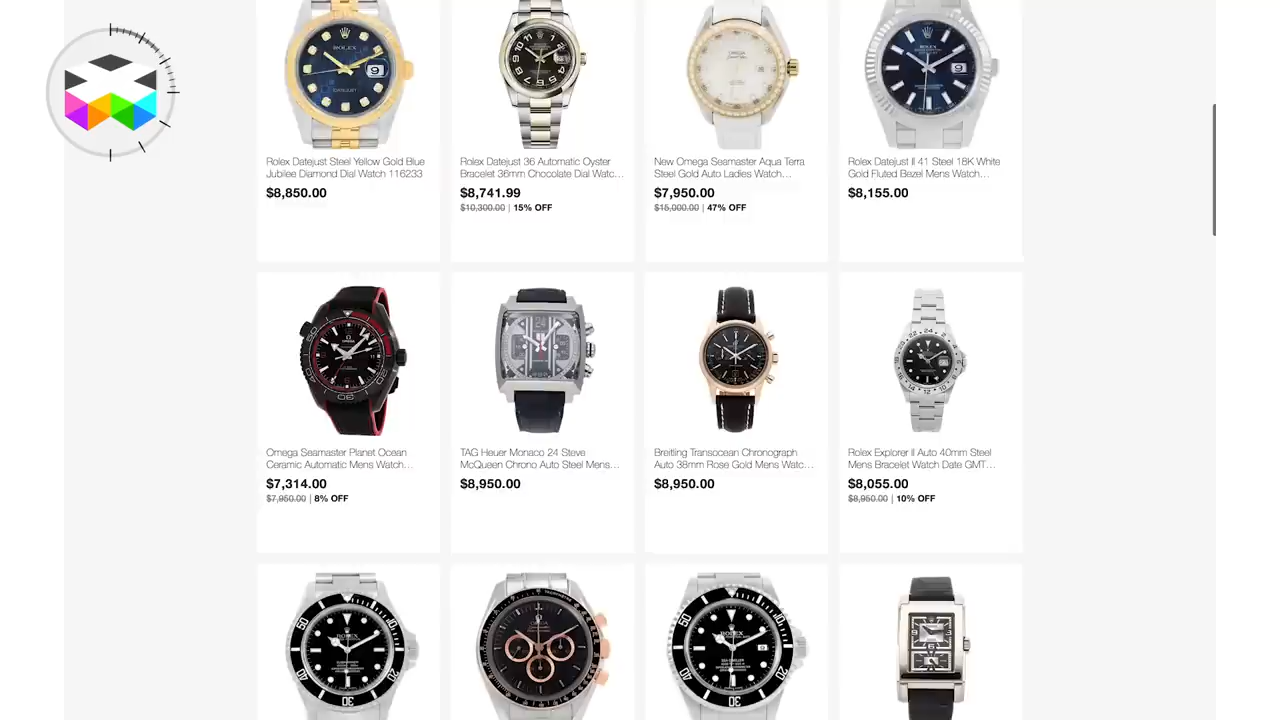 ROLEX
Rolex Datejust Steel Yellow Gold Blue
Jubilee Diamond Dial Watch 116233
$8,850.00
Rolex Datejust 36 Automatic Oyster
Bracelet 36mm Chocolate Dial Watc...
$8,741.99
$10,300.00 | 15% OFF
New Omega Seamaster Aqua Terra
Steel Gold Auto Ladies Watch...
$7,950.00
$15,000.00 | 47% OFF
Rolex Datejust II 41 Steel 18K White
Gold Fluted Bezel Mens Watch...
$8,155.00
Omega Seamaster Planet Ocean
Ceramic Automatic Mens Watch...
$7,314.00
$7,950.00 | 8% OFF
TAG Heuer Monaco 24 Steve
McQueen Chrono Auto Steel Mens...
$8,950.00
Breitling Transocean Chronograph
Auto 38mm Rose Gold Mens Watc...
$8,950.00
Rolex Explorer II Auto 40mm Steel
Mens Bracelet Watch Date GMT...
$8,055.00
$8,950.00 | 10% OFF
ROLEX
ROLEX